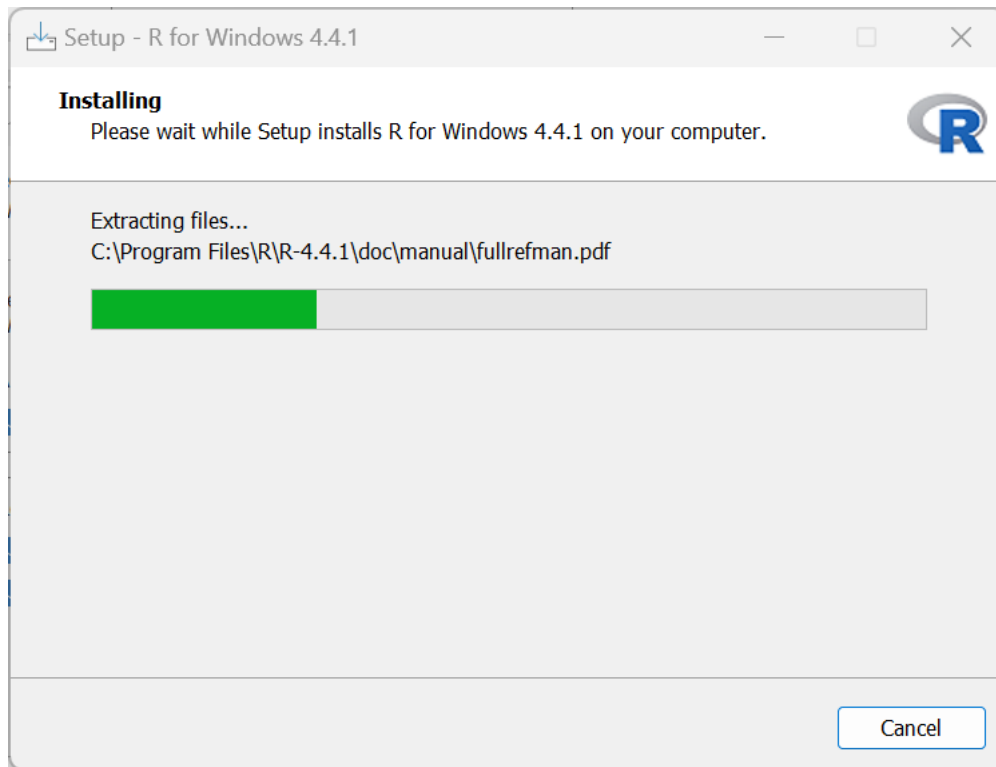 Setup - R for Windows 4.4.1
Installing
Please wait while Setup installs R for Windows 4.4.1 on your computer.
R
Extracting files...
C:\Program Files\R\R-4.4.1\doc\manual\fullrefman.pdf
Cancel